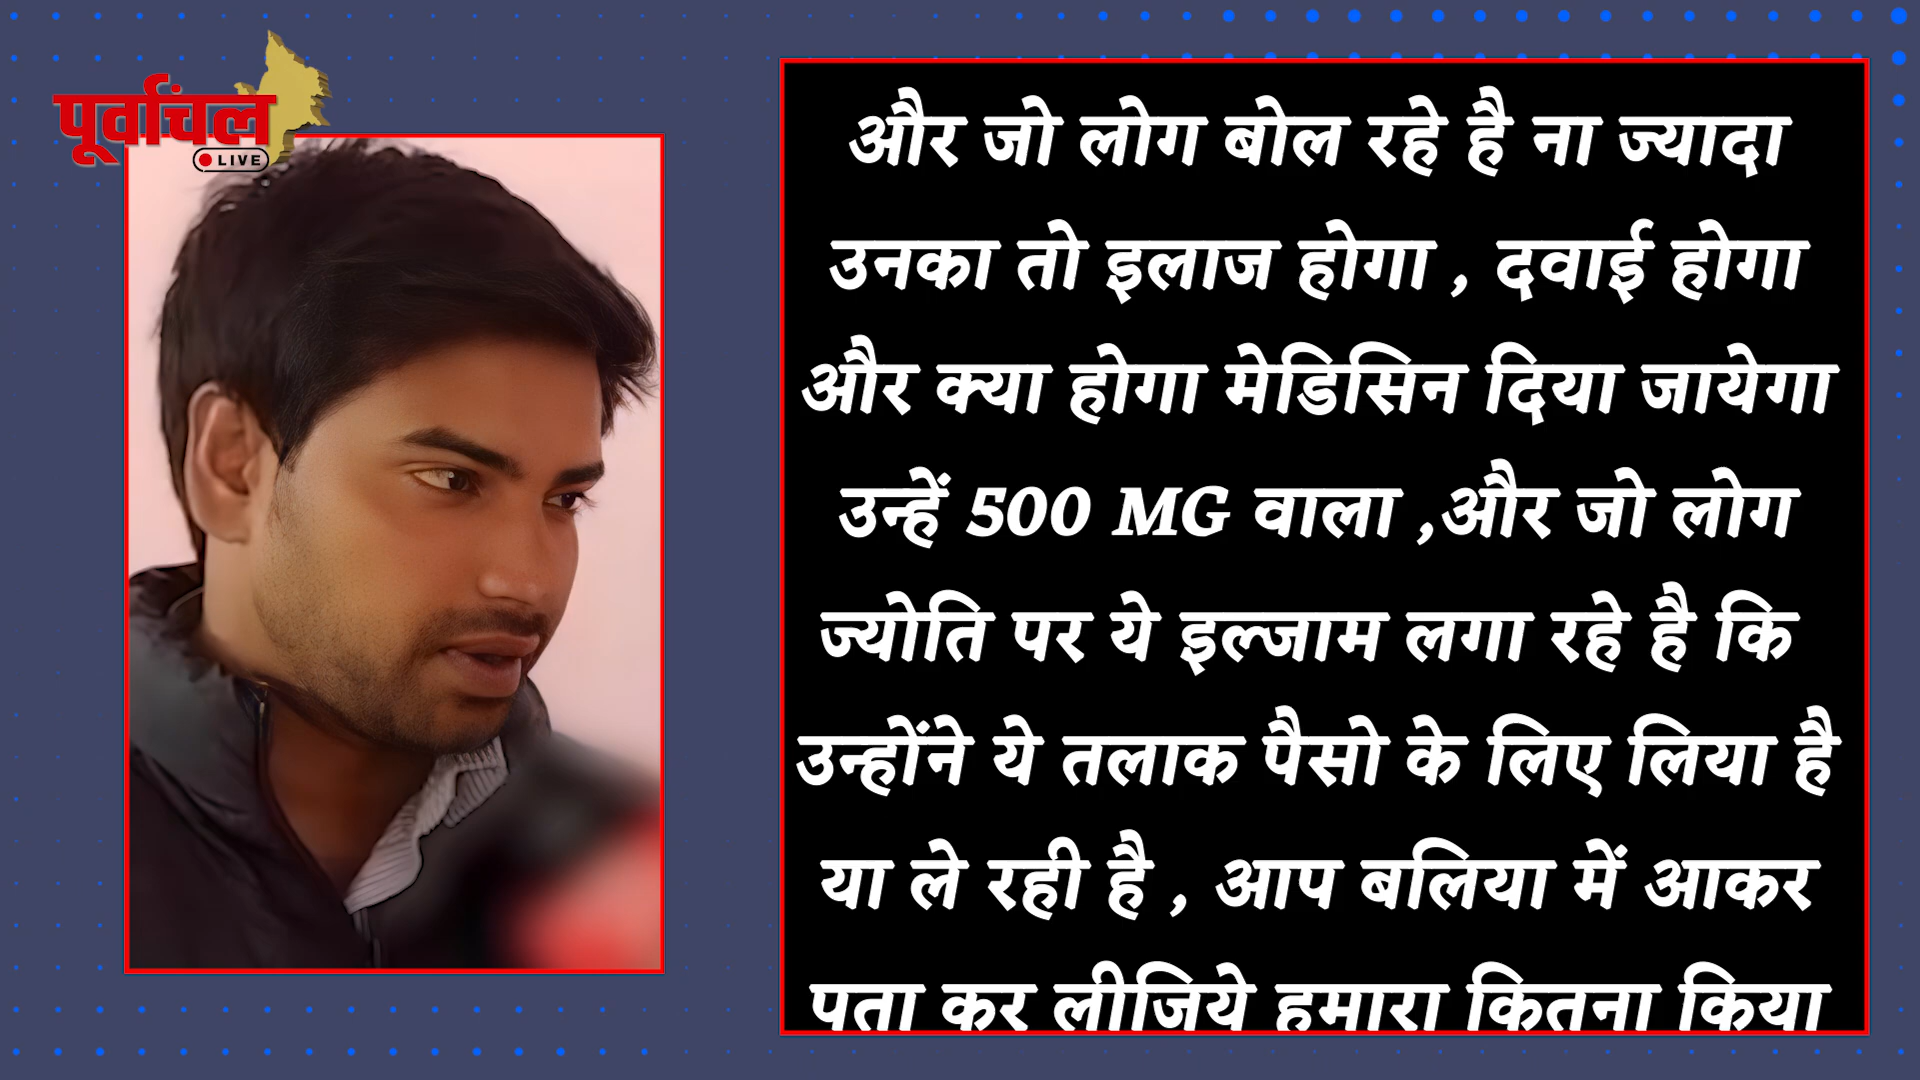 पूर्वांचल
LIVE
और जो लोग बोल रहे है ना ज्यादा
उनका तो इलाज होगा , दवाई होगा
और क्या होगा मेडिसिन दिया जायेगा
उन्हें 500 MG वाला ,और जो लोग
ज्योति पर ये इल्जाम लगा रहे है कि
उन्होंने ये तलाक पैसो के लिए लिया है
या ले रही है , आप बलिया में आकर
पता कर लीजिये हमारा कितना किया